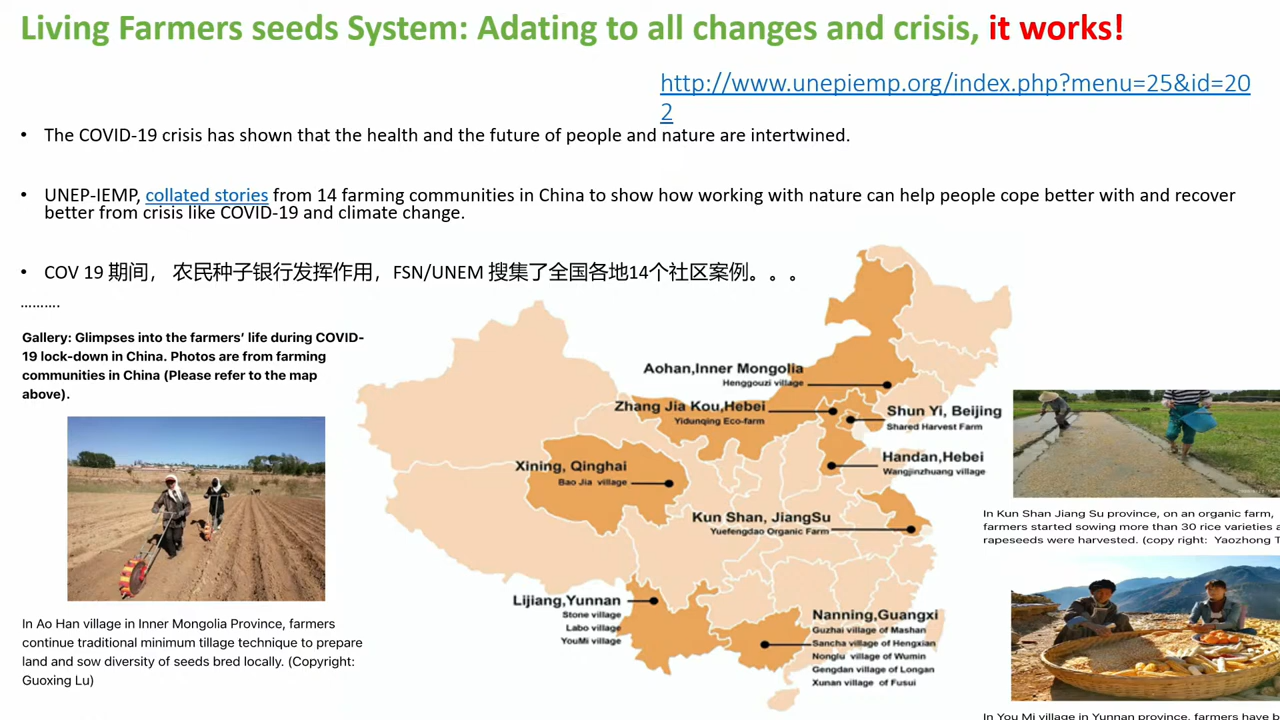 Living Farmers seeds System: Adating to all changes and crisis, it works!
http://www.unepiemp.org/index.php?menu=25&id=20
2
• The COVID-19 crisis has shown that the health and the future of people and nature are intertwined.
• UNEP-IEMP, collated stories from 14 farming communities in China to show how working with nature can help people cope better with and recover
better from crisis like COVID-19 and climate change.
• COV 19 期间， 农民种子银行发挥作用，FSN/UNEM 搜集了全国各地14个社区案例。。。
……….
Gallery: Glimpses into the farmers’ life during COVID-
19 lock-down in China. Photos are from farming
communities in China (Please refer to the map
above).
In Ao Han village in Inner Mongolia Province, farmers
continue traditional minimum tillage technique to prepare
land and sow diversity of seeds bred locally. (Copyright:
Guoxing Lu)
Aohan,Inner Mongolia
Henggouzi village
Zhang Jia Kou,Hebei
Yidunqing Eco-farm
Shun Yi, Beijing
Shared Harvest Farm
Xining, Qinghai
Bao Jia village
Handan,Hebei
Wangjinzhuang village
Kun Shan, JiangSu
Yuefengdao Organic Farm
Lijiang,Yunnan
Stone village
Labo village
YouMi village
Nanning,Guangxi
Guzhai village of Mashan
Sancha village of Hengxian
Nonglu village of Wumin
Gengdan village of Longan
Xunan village of Fusui
In Kun Shan Jiang Su province, on an organic farm,
farmers started sowing more than 30 rice varieties a
rapeseeds were harvested. (copy right: Yaozhong T
In You Mi village in Yunnan province, farmers have b